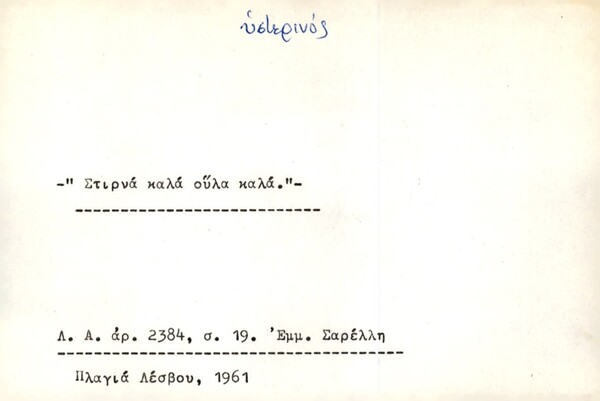 ὑστερινός
-" Στιρνά καλά οὕλα καλά."-
Λ. Α. ἀρ. 2384, σ. 19. Ἐμμ. Σαρέλλη
Πλαγιά Λέσβου, 1961